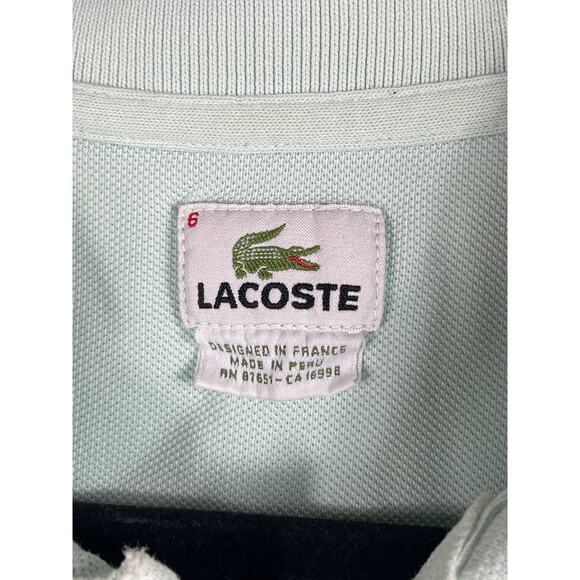 6
LACOSTE
DESIGNED IN FRANCE
MADE IN PERU
RN 87651-CA 16998